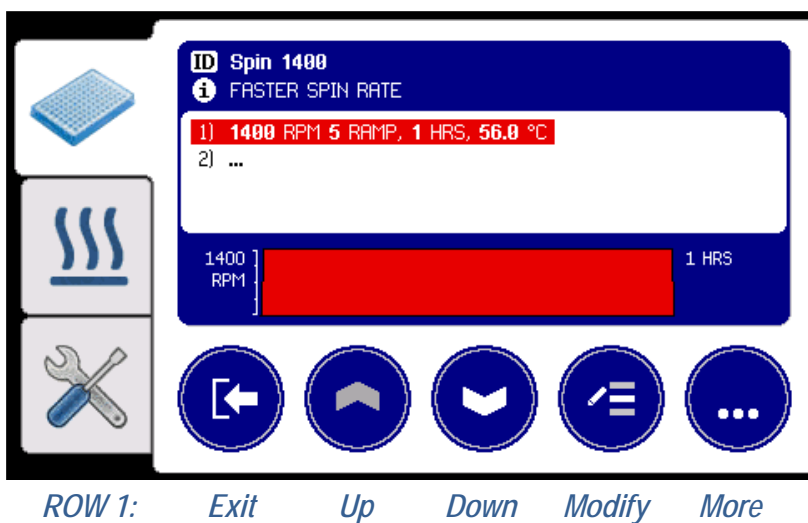 ID Spin 1400
i FASTER SPIN RATE
1) 1400 RPM 5 RAMP, 1 HRS, 56.0 °C
2) ...
1400 RPM
1 HRS
ROW 1: Exit Up Down Modify More